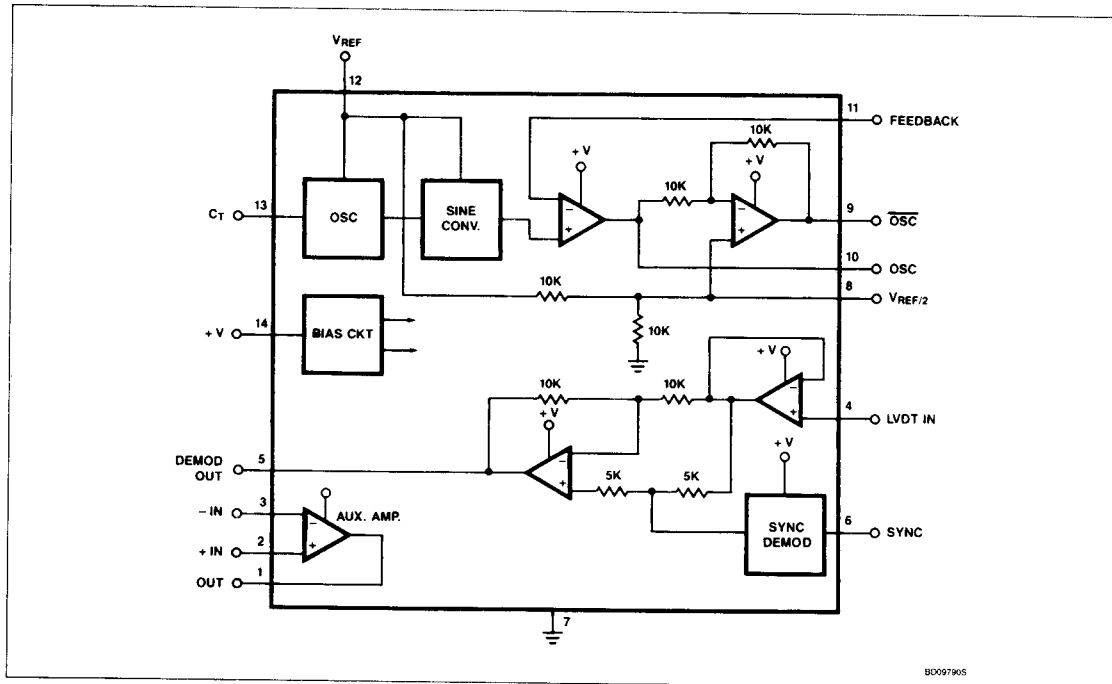 VREF
12
11
FEEDBACK
10K
+ V
+ V
10K
13
CT
OSC
SINE
CONV.
−
+
−
+
9
OSC
10
OSC
8
VREF/2
10K
10K
14
+ V
BIAS CKT
+ V
10K
10K
−
+
4
LVDT IN
+ V
+ V
DEMOD
OUT
5
−
+
5K
5K
SYNC
DEMOD
6
SYNC
− IN
3
AUX. AMP.
−
+
+ IN
2
OUT
1
7
BD09790S